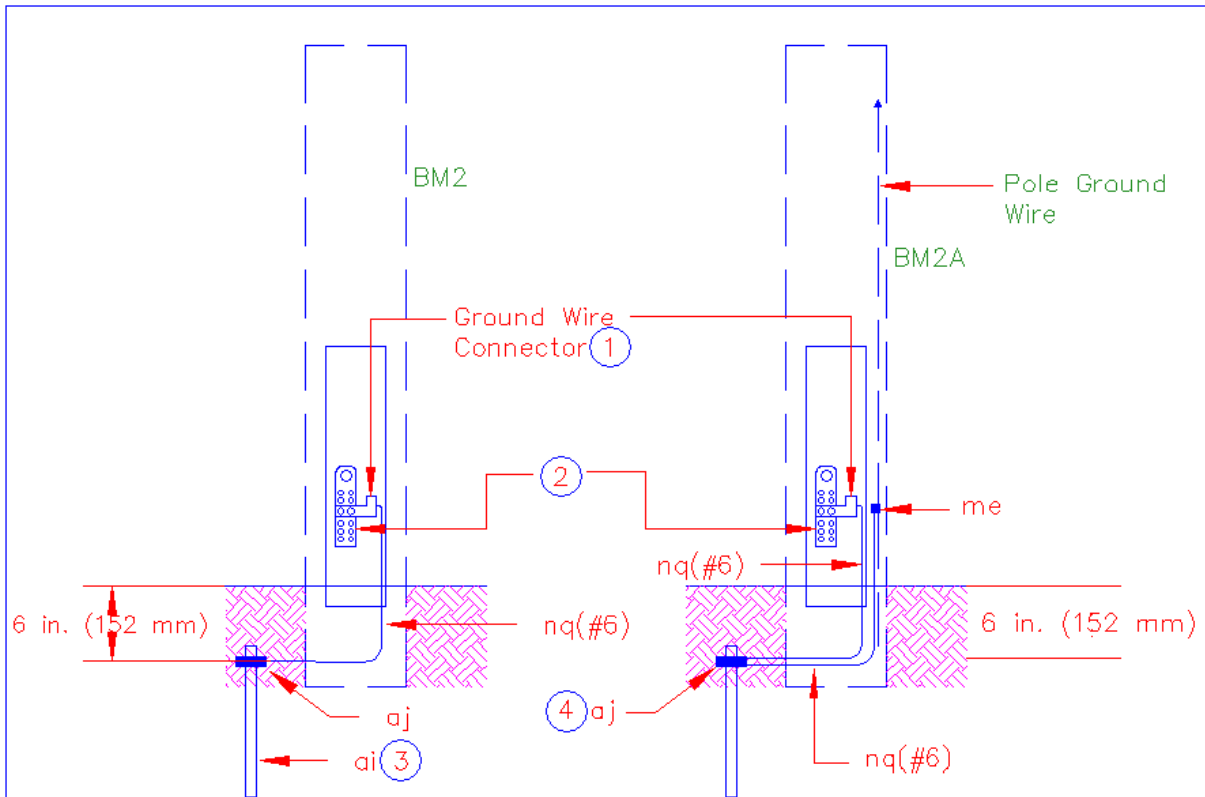 BM2
Pole Ground
Wire
BM2A
Ground Wire
Connector 1
2
me
nq(#6)
6 in. (152 mm)
nq(#6)
6 in. (152 mm)
aj
4 aj
ai 3
nq(#6)